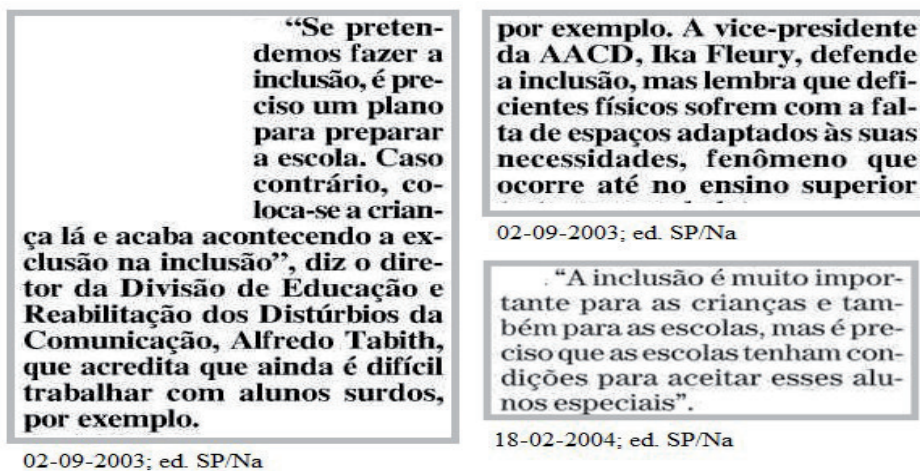 “Se preten-
demos fazer a
inclusão, é pre-
ciso um plano
para preparar
a escola. Caso
contrário, co-
loca-se a crian-
ça lá e acaba acontecendo a ex-
clusão na inclusão”, diz o dire-
tor da Divisão de Educação e
Reabilitação dos Distúrbios da
Comunicação, Alfredo Tabith,
que acredita que ainda é difícil
trabalhar com alunos surdos,
por exemplo.
02-09-2003; ed. SP/Na
por exemplo. A vice-presidente
da AACD, Ika Fleury, defende
a inclusão, mas lembra que defi-
cientes físicos sofrem com a fal-
ta de espaços adaptados às suas
necessidades, fenômeno que
ocorre até no ensino superior
02-09-2003; ed. SP/Na
“A inclusão é muito impor-
tante para as crianças e tam-
bém para as escolas, mas é pre-
ciso que as escolas tenham con-
dições para aceitar esses alu-
nos especiais”.
18-02-2004; ed. SP/Na